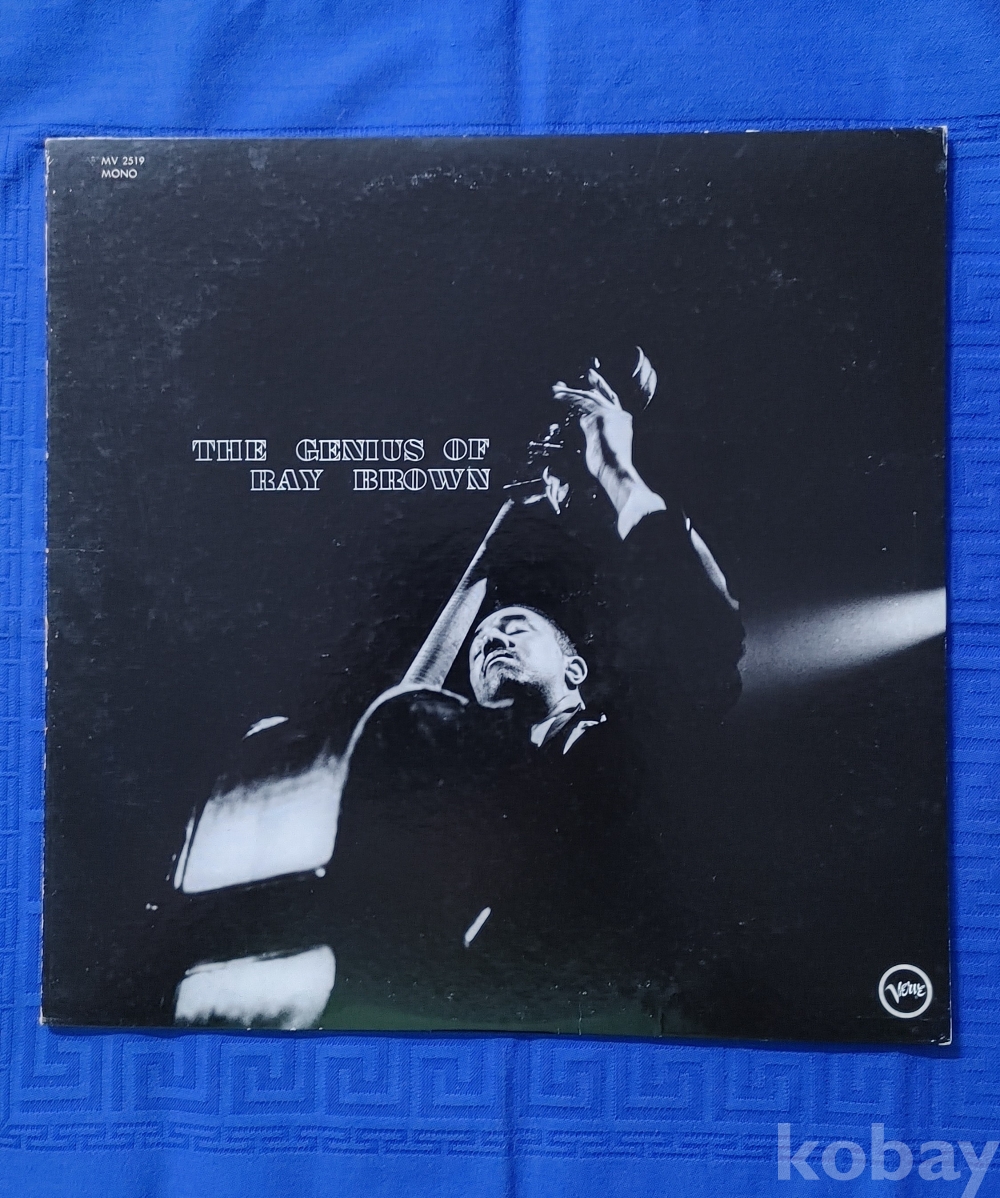 MV 2519
MONO
THE GENIUS OF
RAY BROWN
Verve
kobay